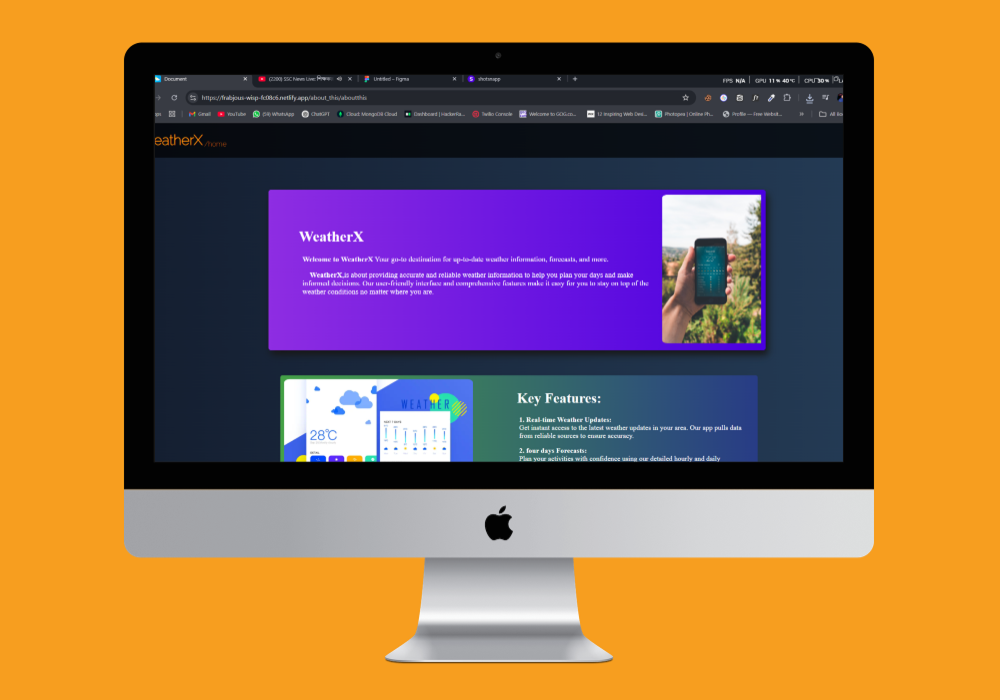 Document
(2200) SSC News Live:
Untitled – Figma
shotsnapp
FPS N/A
GPU 11 % 40 °C
CPU 30 %
https://frabjous-wisp-fc08c6.netlify.app/about_this/aboutthis
Gmail
YouTube
(59) WhatsApp
ChatGPT
Cloud: MongoDB Cloud
Dashboard | HackerRa...
Twilio Console
Welcome to GDG.co...
12 Inspiring Web Desi...
Photopea | Online Ph...
Profile — Free Websit...
eatherX /home
WeatherX
Welcome to WeatherX Your go-to destination for up-to-date weather information, forecasts, and more.
WeatherX,is about providing accurate and reliable weather information to help you plan your days and make
informed decisions. Our user-friendly interface and comprehensive features make it easy for you to stay on top of the
weather conditions no matter where you are.
WEATHER
28°C
Key Features:
1. Real-time Weather Updates:
Get instant access to the latest weather updates in your area. Our app pulls data
from reliable sources to ensure accuracy.
2. four days Forecasts:
Plan your activities with confidence using our detailed hourly and daily